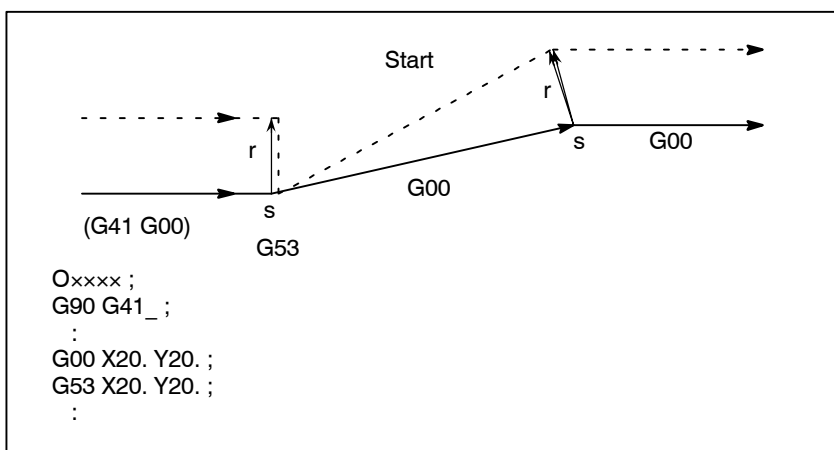 Start
r
r
s
G00
G00
s
(G41 G00)
G53
O×××× ;
G90 G41_ ;
:
G00 X20. Y20. ;
G53 X20. Y20. ;
: